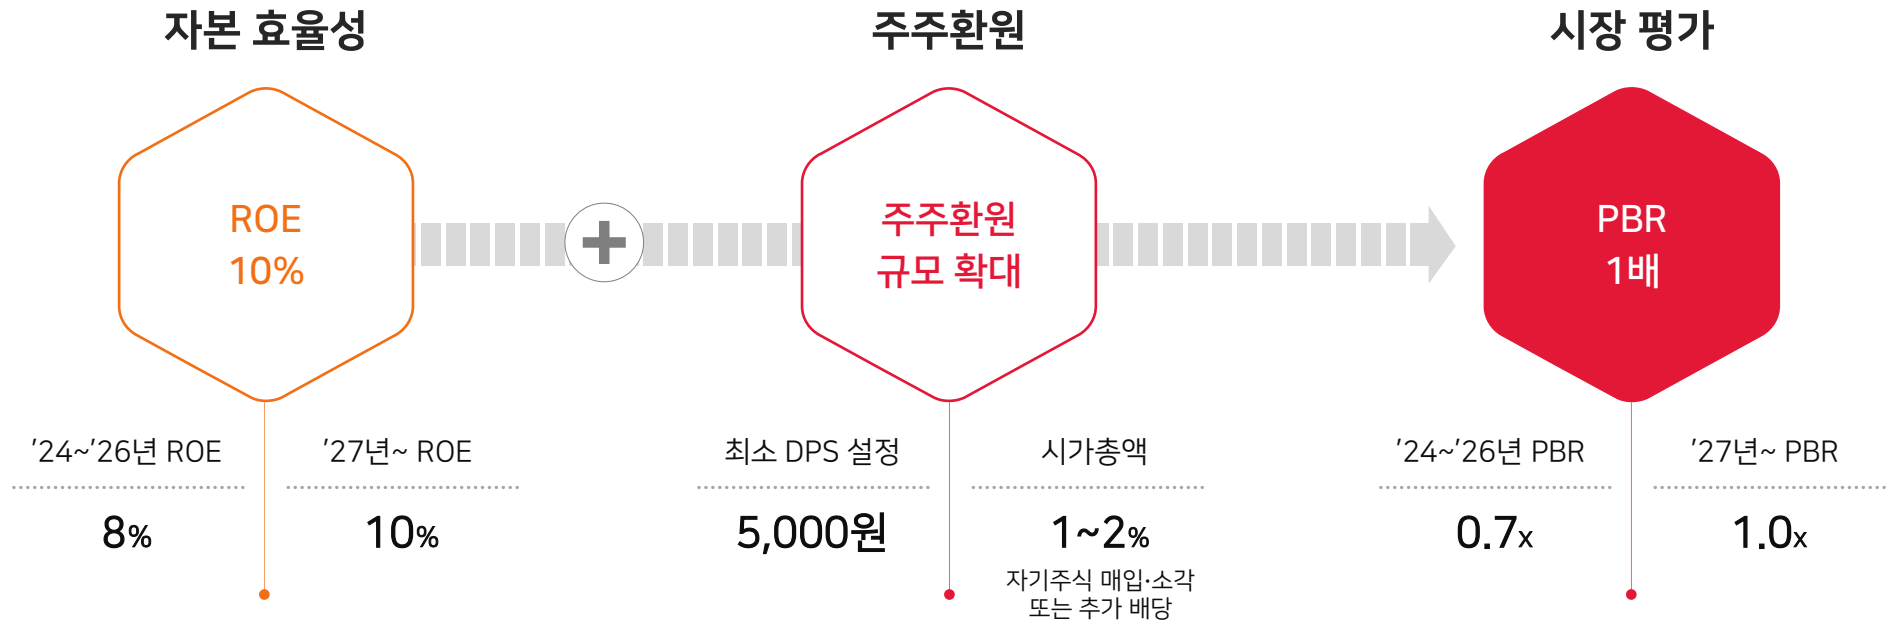 자본 효율성
주주환원
시장 평가
ROE
10%
주주환원
규모 확대
PBR
1배
’24~’26년 ROE
’27년~ ROE
8%
10%
최소 DPS 설정
시가총액
5,000원
1~2%
자기주식 매입·소각
또는 추가 배당
’24~’26년 PBR
’27년~ PBR
0.7x
1.0x